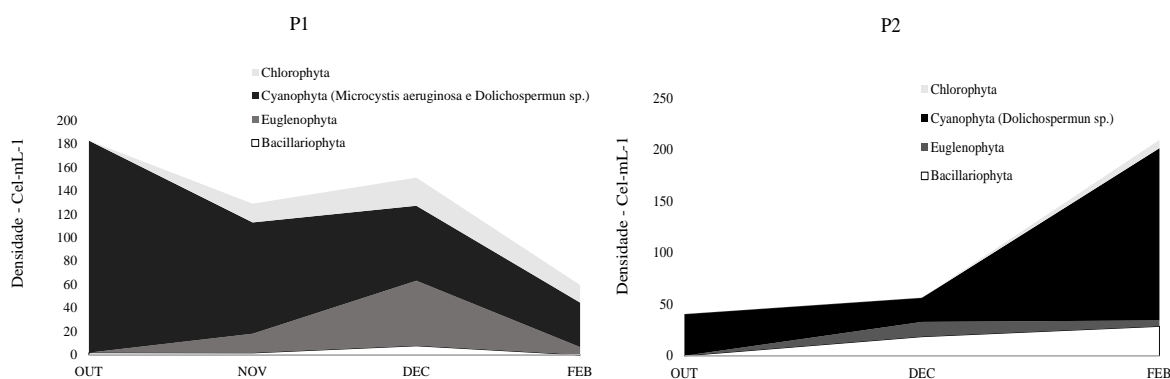 P1
Chlorophyta
Cyanophyta (Microcystis aeruginosa e Dolichospermun sp.)
Euglenophyta
Bacillariophyta
Densidade - Cel-mL-1
200
180
160
140
120
100
80
60
40
20
0
OUT NOV DEC FEB
P2
Chlorophyta
Cyanophyta (Dolichospermun sp.)
Euglenophyta
Bacillariophyta
Densidade - Cel-mL-1
250
200
150
100
50
0
OUT DEC FEB